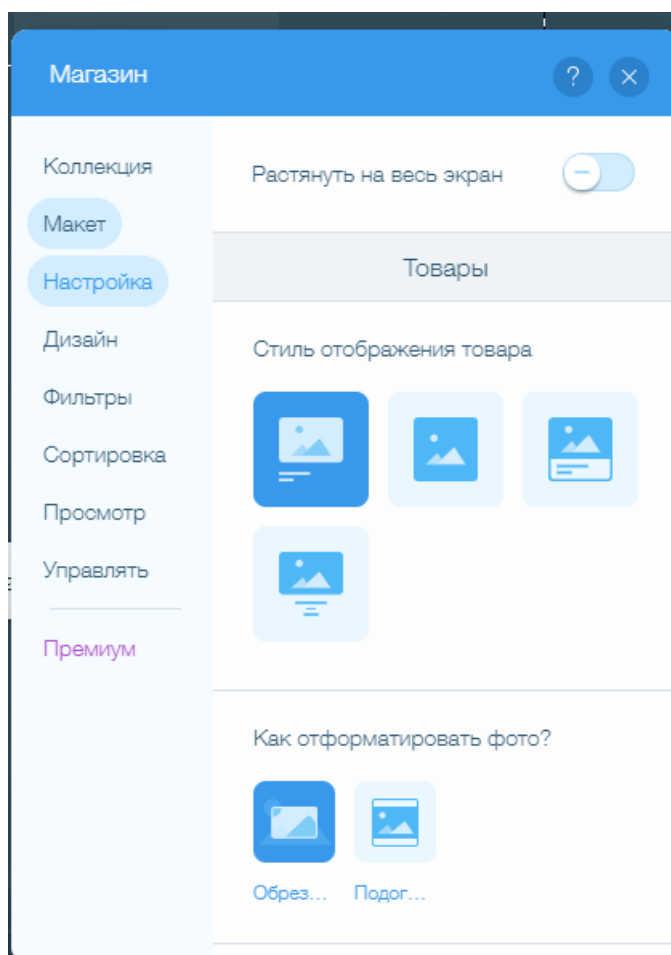 Магазин
?
Коллекция
Макет
Настройка
Дизайн
Фильтры
Сортировка
Просмотр
Управлять
Премиум
Растянуть на весь экран
Товары
Стиль отображения товара
Как отформатировать фото?
Обрез... Подог...